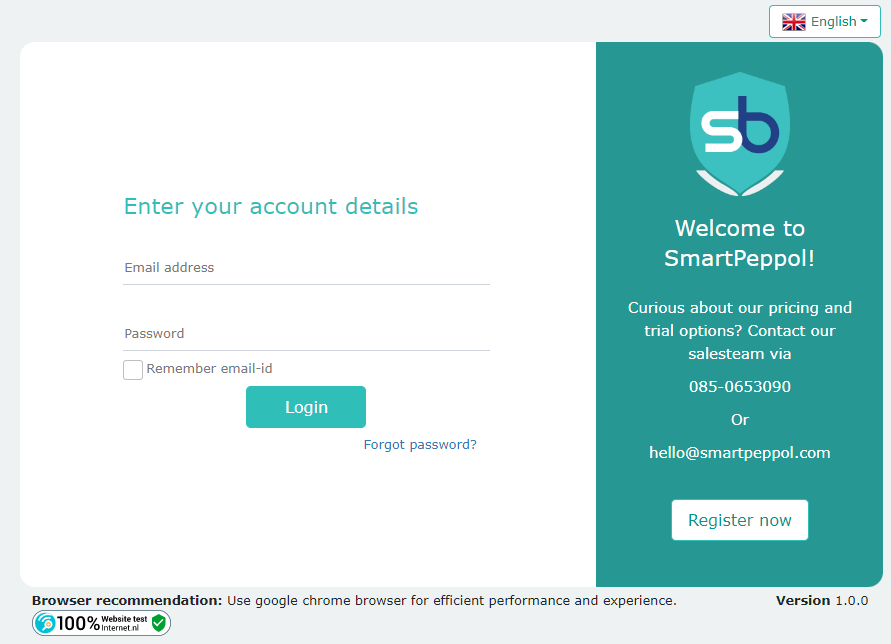 English
sb
Enter your account details
Email address
Password
Remember email-id
Login
Forgot password?
Welcome to
SmartPeppol!
Curious about our pricing and
trial options? Contact our
salesteam via
085-0653090
Or
hello@smartpeppol.com
Register now
Browser recommendation: Use google chrome browser for efficient performance and experience.
Version 1.0.0
100% Website test
Internet.nl